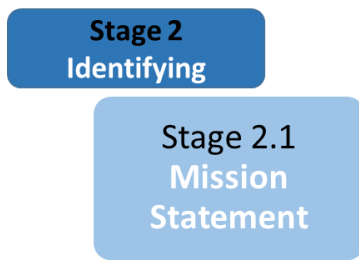 Stage 2
Identifying
Stage 2.1
Mission
Statement